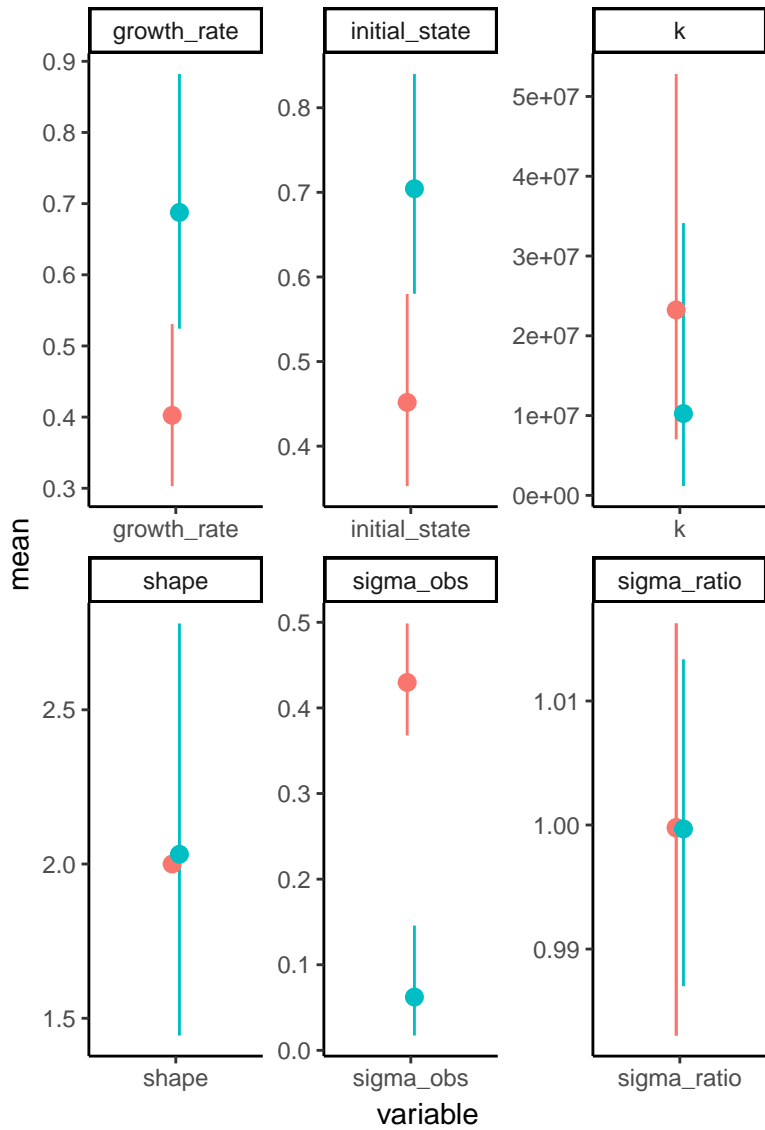 growth_rate
initial_state
k
0.9
0.8
0.7
0.6
0.5
0.4
0.3
0.8
0.7
0.6
0.5
0.4
5e+07
4e+07
3e+07
2e+07
1e+07
0e+00
growth_rate
initial_state
k
mean
shape
sigma_obs
sigma_ratio
2.5
2.0
1.5
0.5
0.4
0.3
0.2
0.1
0.0
1.01
1.00
0.99
shape
sigma_obs
sigma_ratio
variable